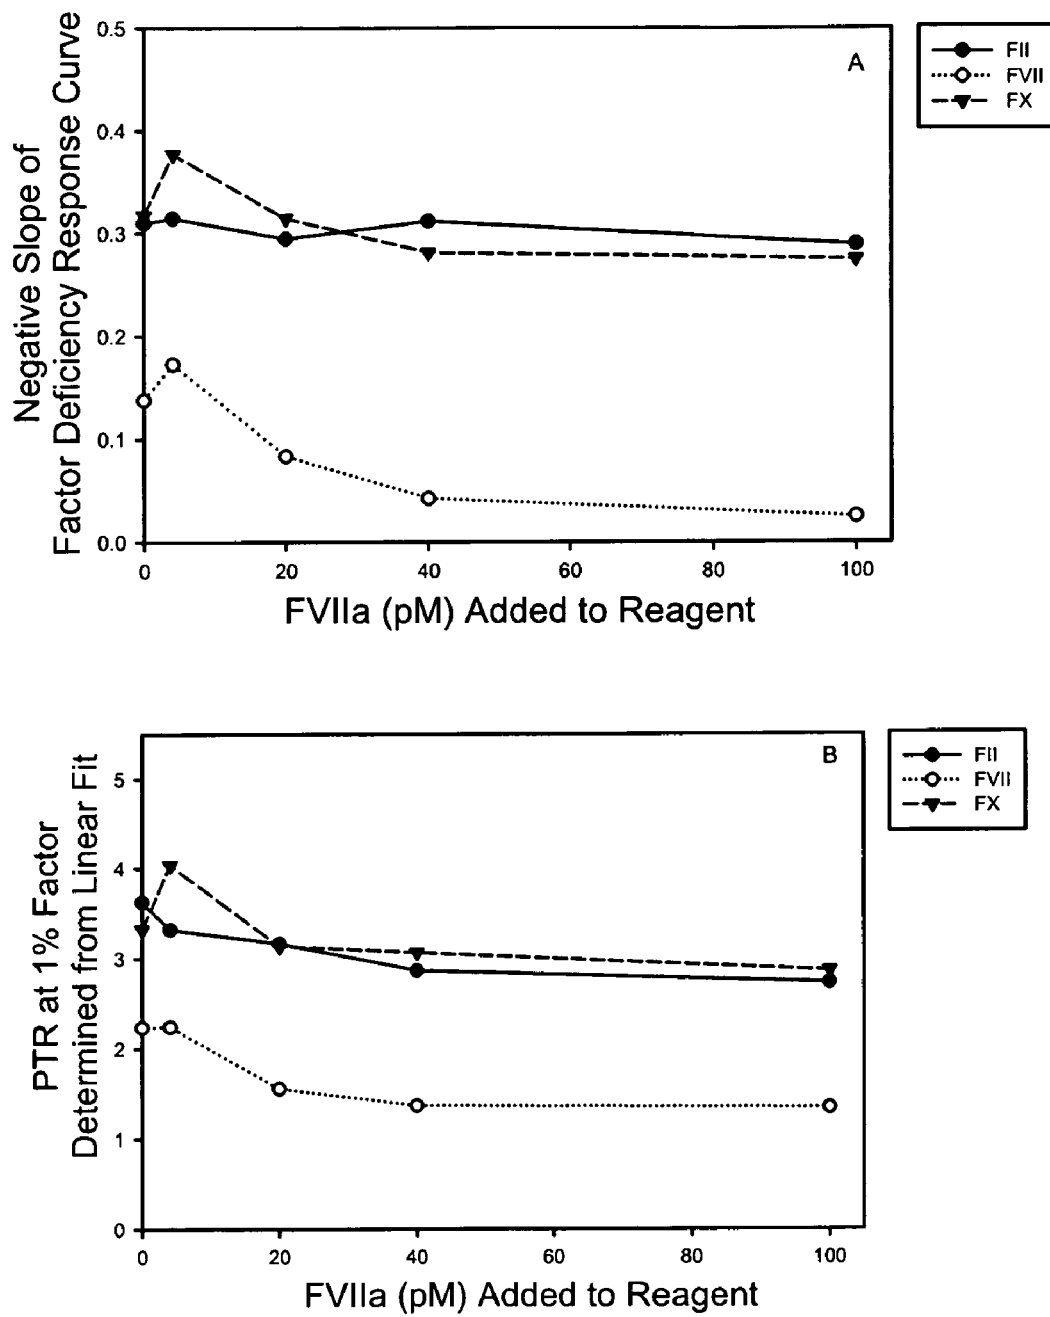 Negative Slope of
Factor Deficiency Response Curve
0.5
0.4
0.3
0.2
0.1
0.0
A
FII
FVII
FX
0 20 40 60 80 100
FVIIa (pM) Added to Reagent
PTR at 1% Factor
Determined from Linear Fit
5
4
3
2
1
0
B
FII
FVII
FX
0 20 40 60 80 100
FVIIa (pM) Added to Reagent